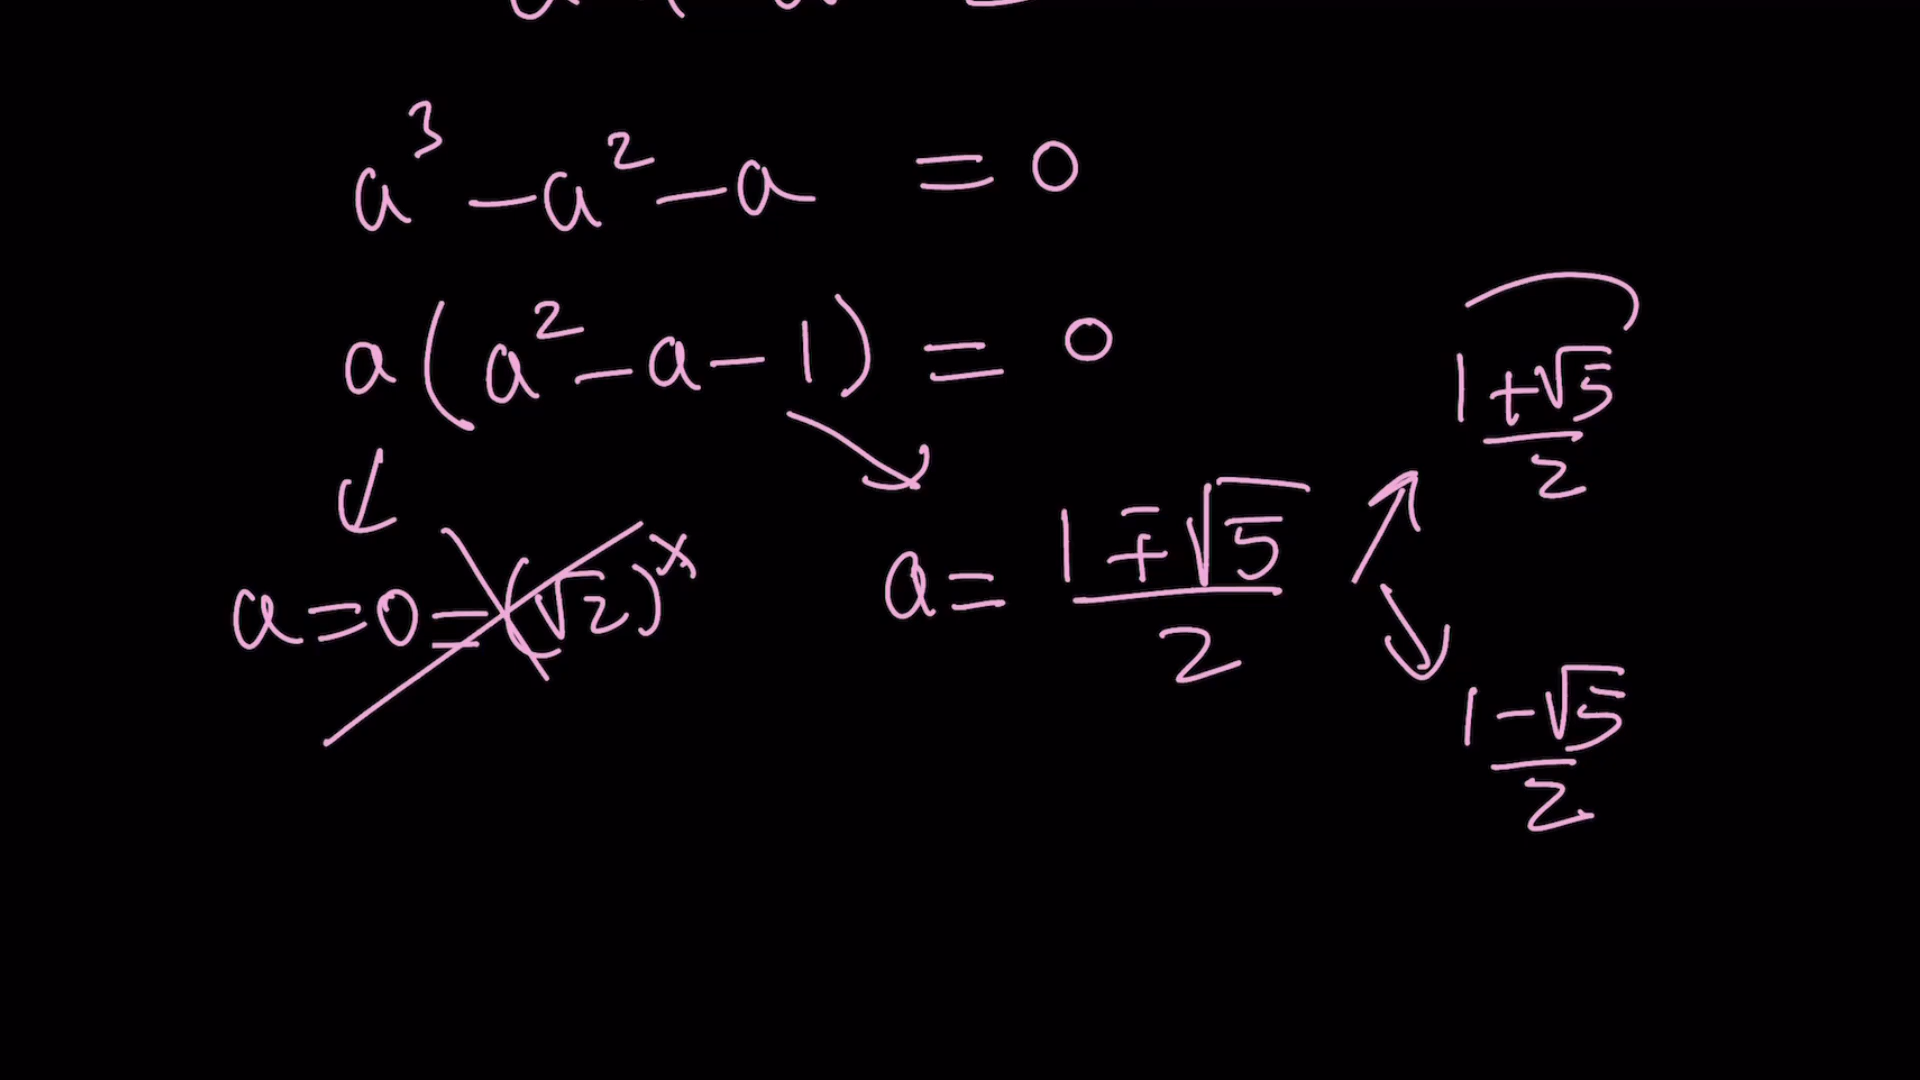 a³ − a² − a = 0
a(a² − a − 1) = 0
a = 0 = (√2)ˣ
a = (1 ∓ √5)/2
(1 + √5)/2
(1 − √5)/2